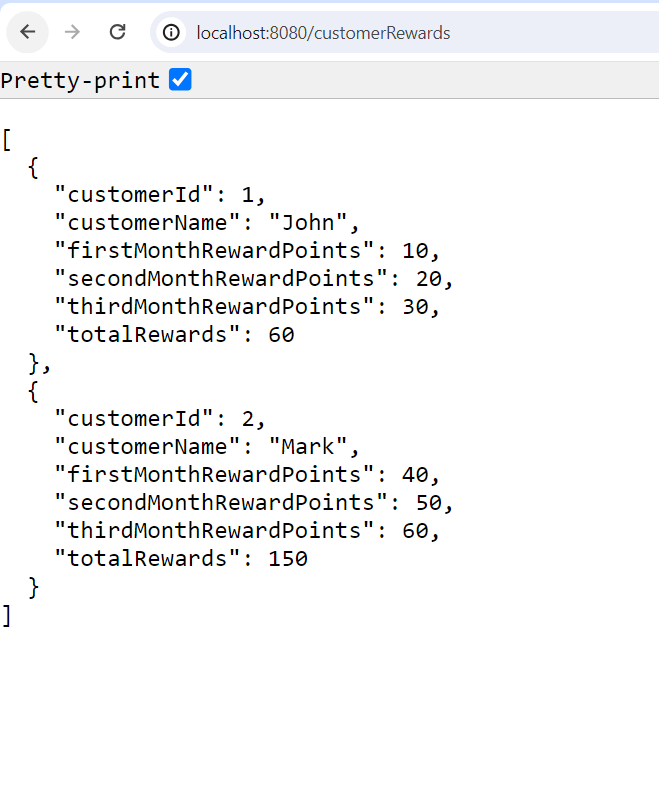 localhost:8080/customerRewards
Pretty-print
[
  {
    "customerId": 1,
    "customerName": "John",
    "firstMonthRewardPoints": 10,
    "secondMonthRewardPoints": 20,
    "thirdMonthRewardPoints": 30,
    "totalRewards": 60
  },
  {
    "customerId": 2,
    "customerName": "Mark",
    "firstMonthRewardPoints": 40,
    "secondMonthRewardPoints": 50,
    "thirdMonthRewardPoints": 60,
    "totalRewards": 150
  }
]